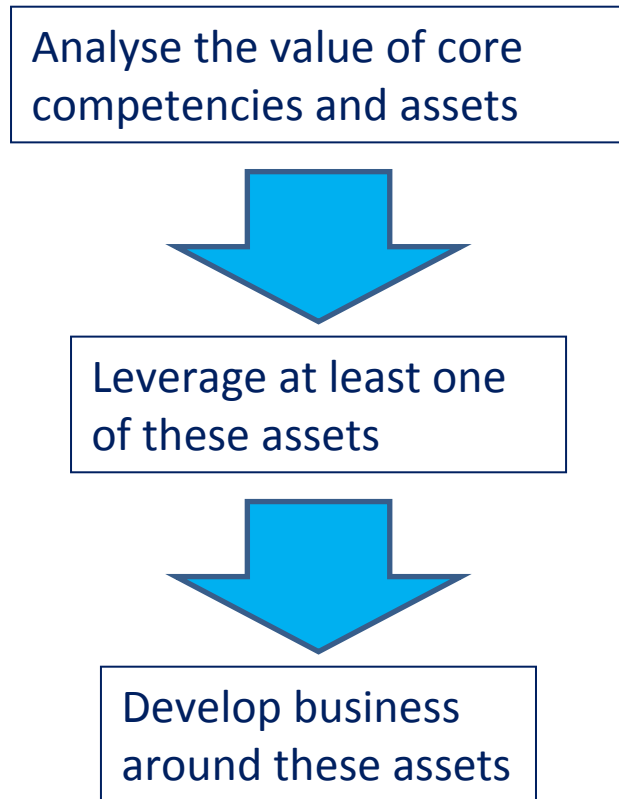 Analyse the value of core
competencies and assets
Leverage at least one
of these assets
Develop business
around these assets